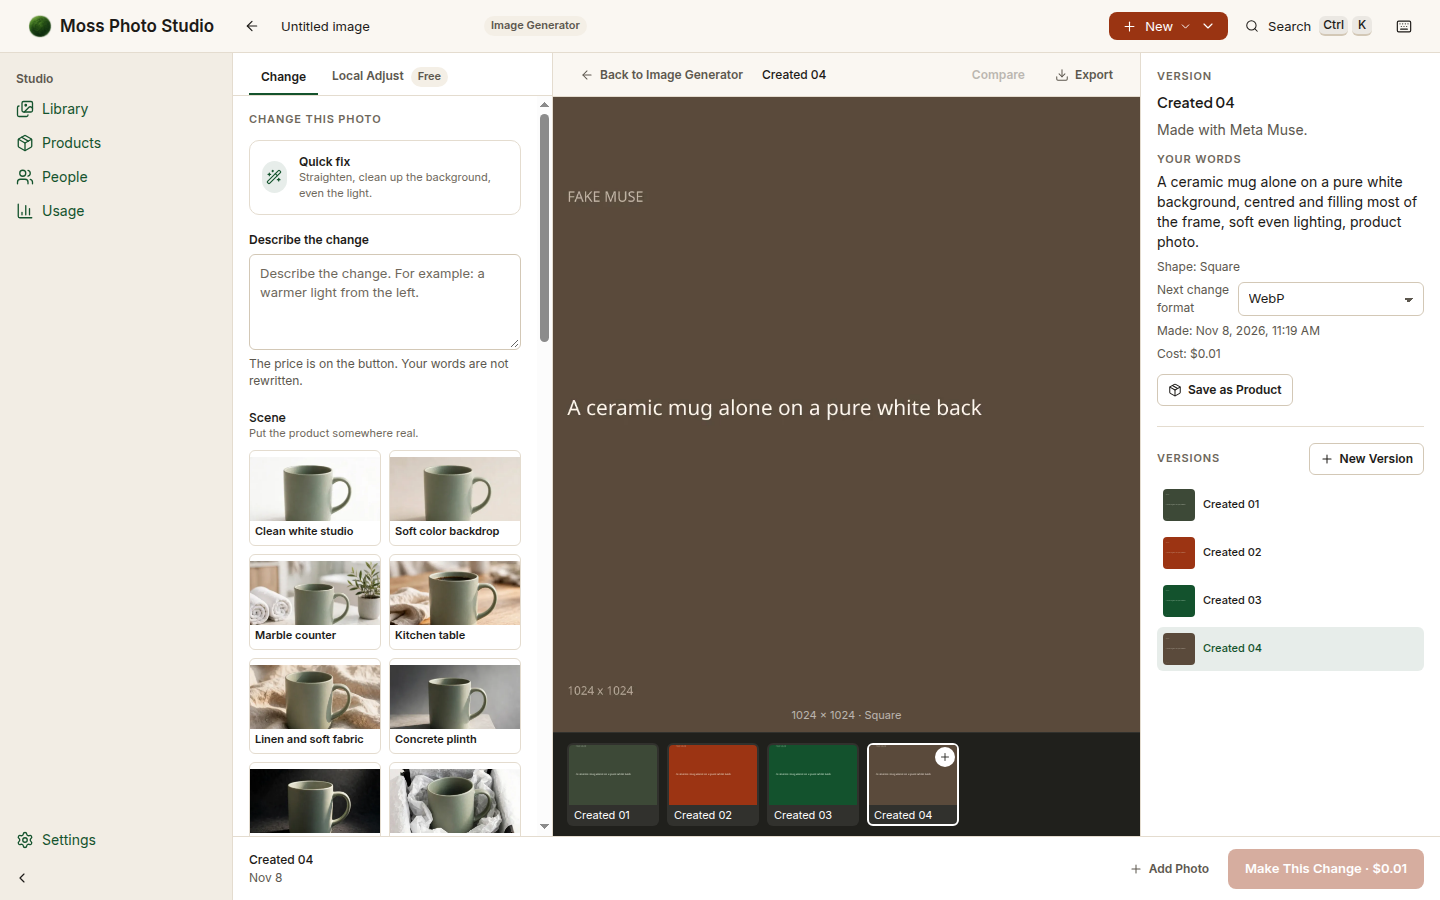 Moss Photo Studio
Untitled image
Image Generator
New
Search
Ctrl
K
Studio
Library
Products
People
Usage
Settings
Change
Local Adjust
Free
CHANGE THIS PHOTO
Quick fix
Straighten, clean up the background,
even the light.
Describe the change
Describe the change. For example: a
warmer light from the left.
The price is on the button. Your words are not
rewritten.
Scene
Put the product somewhere real.
Clean white studio
Soft color backdrop
Marble counter
Kitchen table
Linen and soft fabric
Concrete plinth
Back to Image Generator
Created 04
Compare
Export
FAKE MUSE
A ceramic mug alone on a pure white back
1024 x 1024
1024 × 1024 · Square
Created 01
Created 02
Created 03
Created 04
VERSION
Created 04
Made with Meta Muse.
YOUR WORDS
A ceramic mug alone on a pure white
background, centred and filling most of
the frame, soft even lighting, product
photo.
Shape: Square
Next change
format
WebP
Made: Nov 8, 2026, 11:19 AM
Cost: $0.01
Save as Product
VERSIONS
New Version
Created 01
Created 02
Created 03
Created 04
Created 04
Nov 8
Add Photo
Make This Change · $0.01